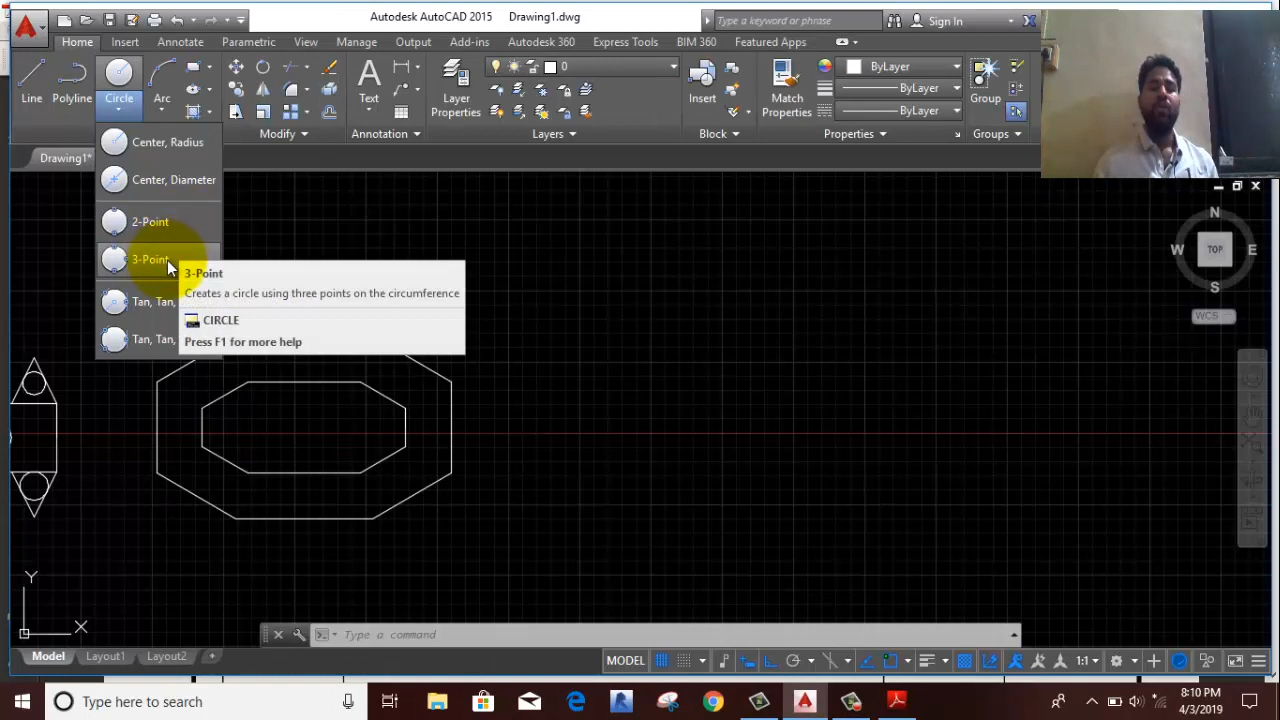 Autodesk AutoCAD 2015 Drawing1.dwg
Type a keyword or phrase
Sign In
Home Insert Annotate Parametric View Manage Output Add-ins Autodesk 360 Express Tools BIM 360 Featured Apps
Line Polyline Circle Arc
Text
Layer
Properties
0
Insert
Match
Properties
ByLayer
ByLayer
ByLayer
Group
Modify Annotation Layers Block Properties Groups
Drawing1*
Center, Radius
Center, Diameter
2-Point
3-Point
Tan, Tan,
Tan, Tan,
3-Point
Creates a circle using three points on the circumference
CIRCLE
Press F1 for more help
N
W TOP E
S
WCS
Y
X
Type a command
Model Layout1 Layout2 +
MODEL 1:1
Type here to search
8:10 PM
4/3/2019